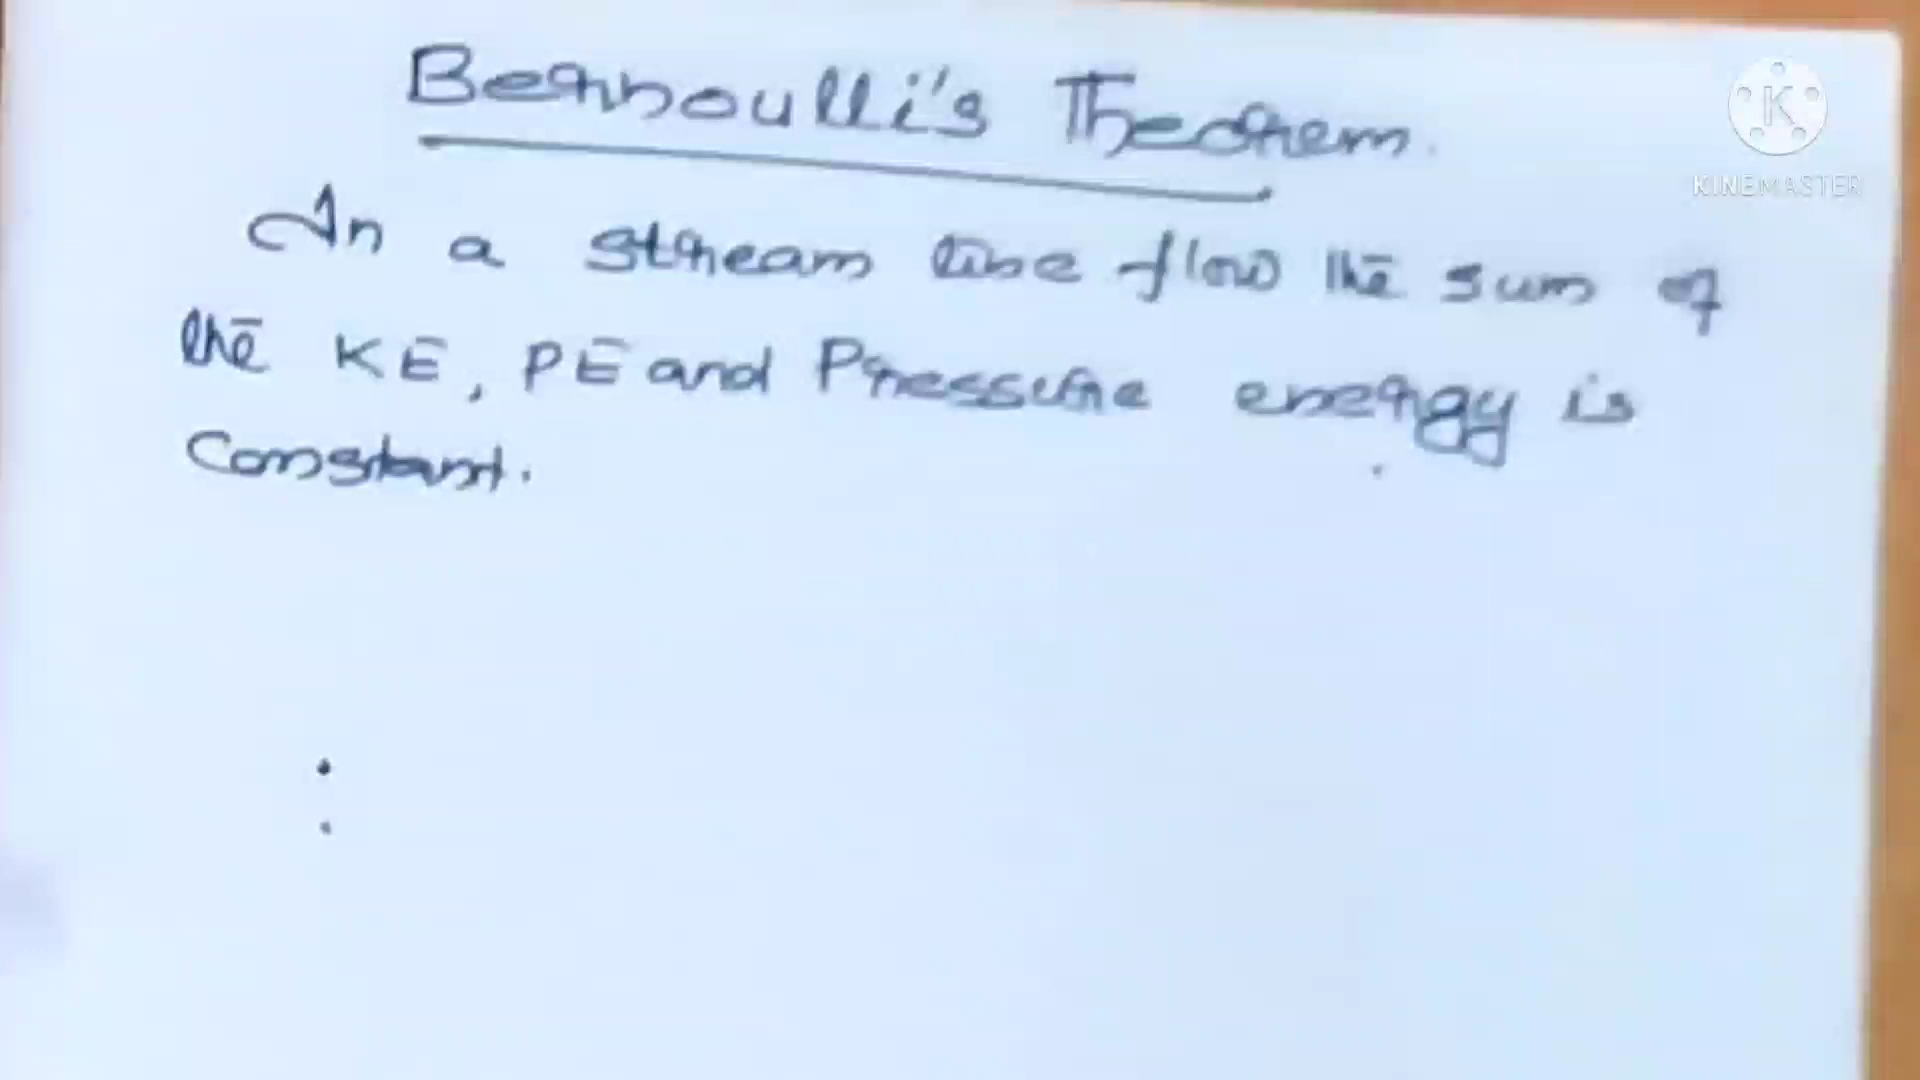 Bernoulli's Theorem.
In a stream line flow the sum of
the KE, PE and Pressure energy is
Constant.
K
KINEMASTER